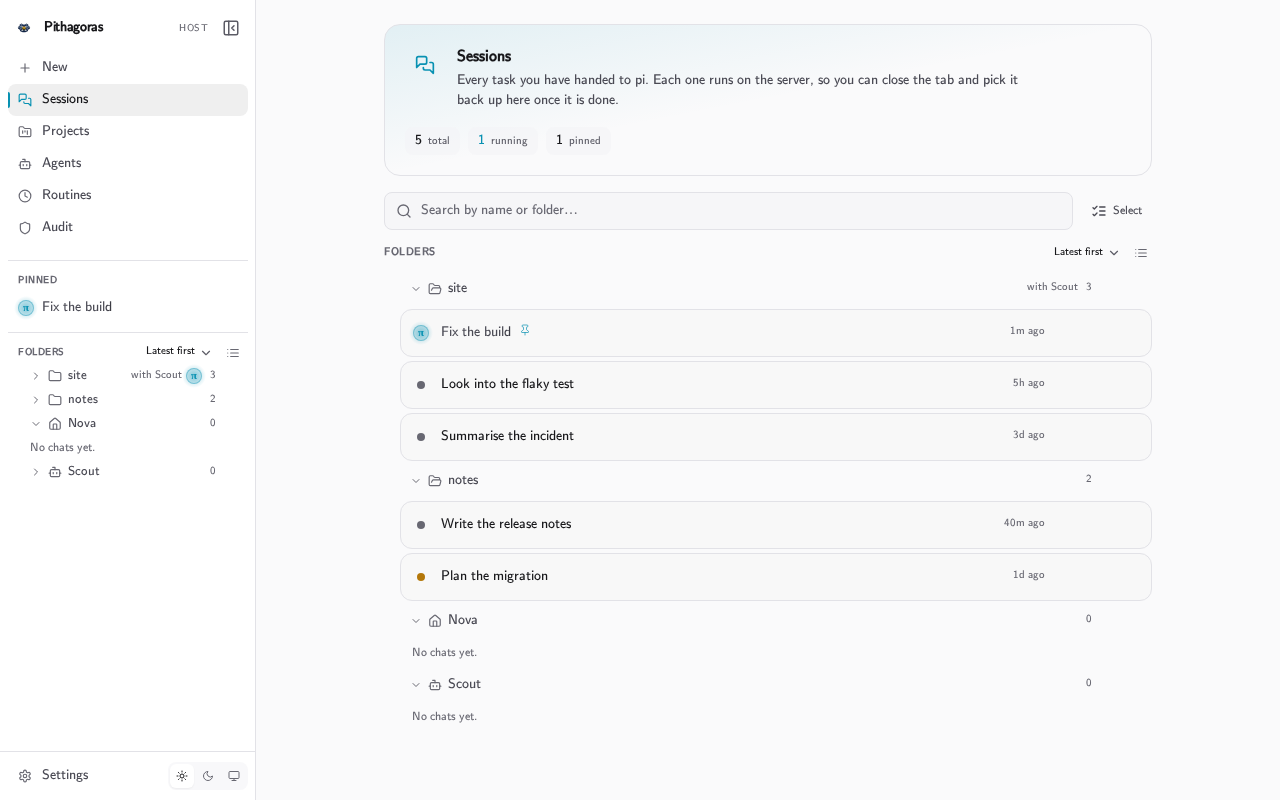 Pithagoras
HOST
New
Sessions
Projects
Agents
Routines
Audit
PINNED
π Fix the build
FOLDERS Latest first
site with Scout π 3
notes 2
Nova 0
No chats yet.
Scout 0
Settings
Sessions
Every task you have handed to pi. Each one runs on the server, so you can close the tab and pick it
back up here once it is done.
5 total 1 running 1 pinned
Search by name or folder…
Select
FOLDERS Latest first
site with Scout 3
π Fix the build 1m ago
Look into the flaky test 5h ago
Summarise the incident 3d ago
notes 2
Write the release notes 40m ago
Plan the migration 1d ago
Nova 0
No chats yet.
Scout 0
No chats yet.